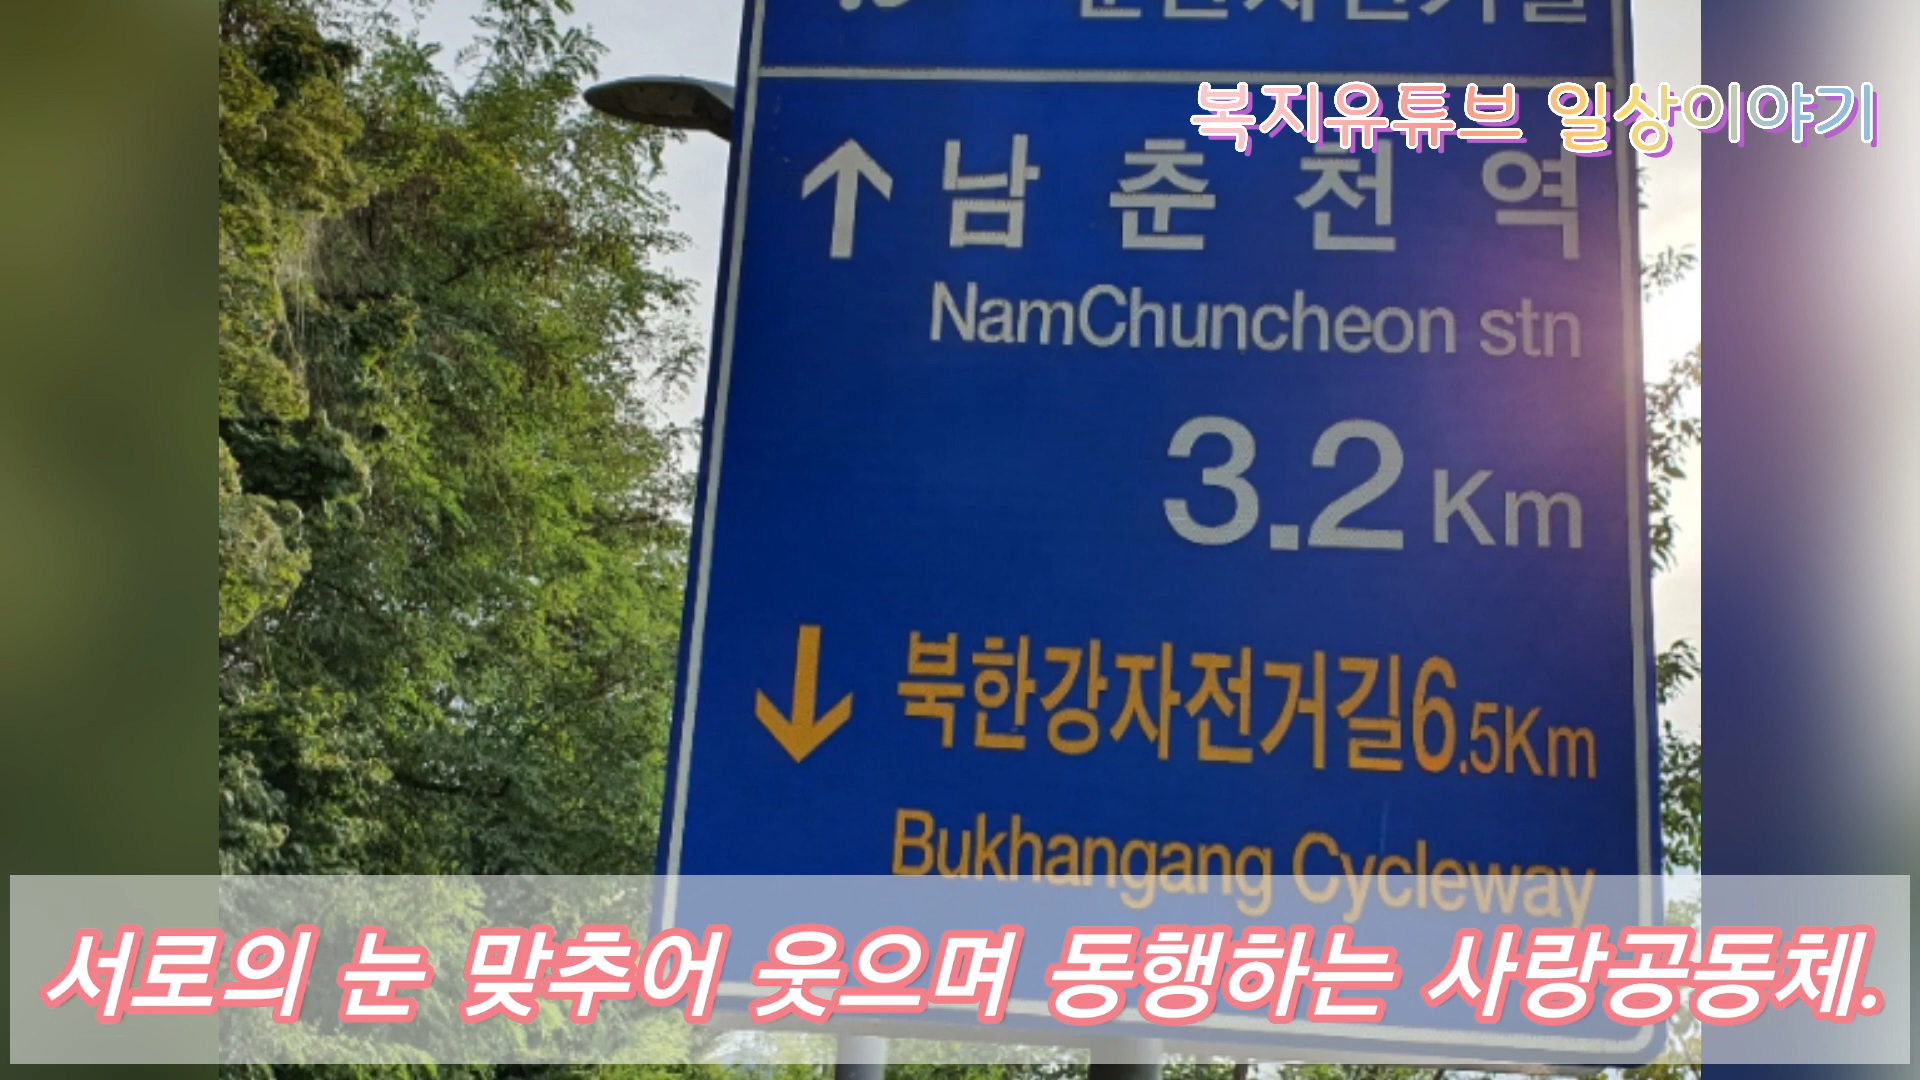 복지유튜브 일상이야기
남춘천역
NamChuncheon stn
3.2 Km
북한강자전거길6.5Km
Bukhangang Cycleway
서로의 눈 맞추어 웃으며 동행하는 사랑공동체.